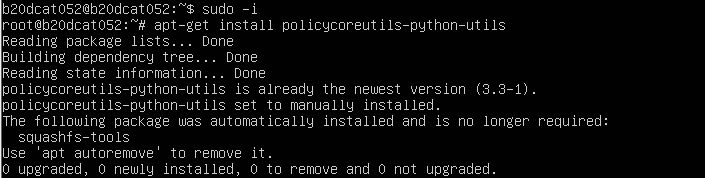 b20dcat052@b20dcat052:~$ sudo -i
root@b20dcat052:~# apt-get install policycoreutils-python-utils
Reading package lists... Done
Building dependency tree... Done
Reading state information... Done
policycoreutils-python-utils is already the newest version (3.3-1).
policycoreutils-python-utils set to manually installed.
The following package was automatically installed and is no longer required:
  squashfs-tools
Use 'apt autoremove' to remove it.
0 upgraded, 0 newly installed, 0 to remove and 0 not upgraded.